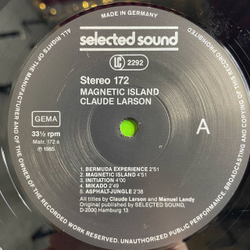 MADE IN GERMANY
ALL RIGHTS OF THE MANUFACTURER AND OF THE OWNER OF THE RECORDED WORK RESERVED
UNAUTHORIZED PUBLIC PERFORMANCE, BROADCASTING AND COPYING OF THIS RECORD PROHIBITED
selected sound
LC 2292
Stereo 172
MAGNETIC ISLAND
CLAUDE LARSON
GEMA
33⅓ rpm
Matr. 172 a
℗ 1985
A
1. BERMUDA EXPERIENCE 2'51
2. MAGNETIC ISLAND 4'51
3. INITIATION 4'00
4. MIKADO 2'49
5. ASPHALT-JUNGLE 2'38
All titles by Claude Larson and Manuel Landy
Original published by SELECTED SOUND,
D-2000 Hamburg 13